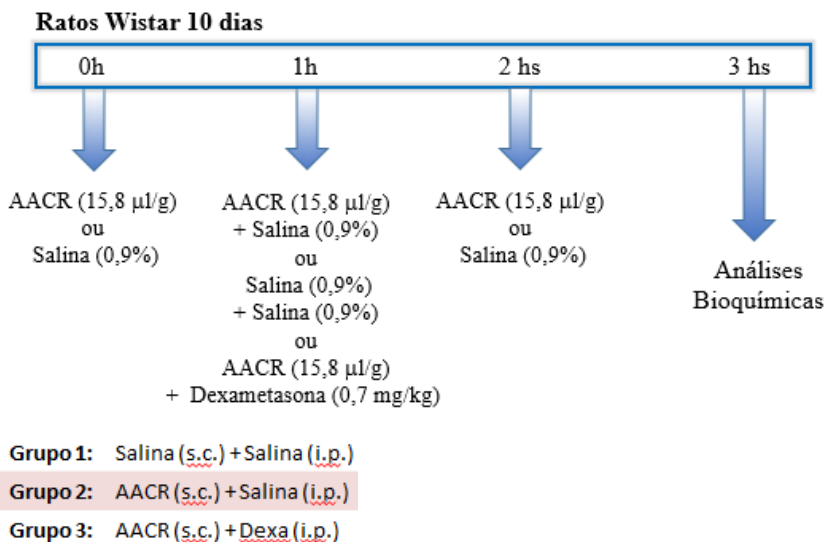 Ratos Wistar 10 dias
0h
1h
2 hs
3 hs
AACR (15,8 µl/g)
ou
Salina (0,9%)
AACR (15,8 µl/g)
+ Salina (0,9%)
ou
Salina (0,9%)
+ Salina (0,9%)
ou
AACR (15,8 µl/g)
+ Dexametasona (0,7 mg/kg)
AACR (15,8 µl/g)
ou
Salina (0,9%)
Análises
Bioquímicas
Grupo 1: Salina (s.c.) + Salina (i.p.)
Grupo 2: AACR (s.c.) + Salina (i.p.)
Grupo 3: AACR (s.c.) + Dexa (i.p.)